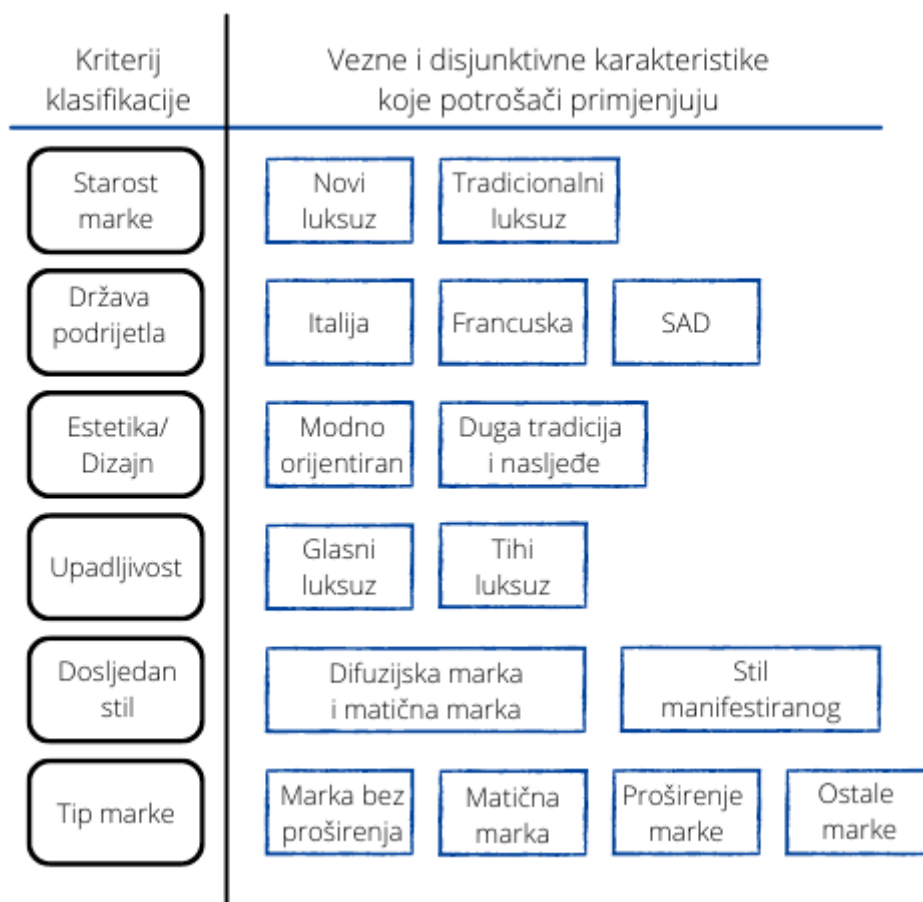 Kriterij
klasifikacije
Vezne i disjunktivne karakteristike
koje potrošači primjenjuju
Starost
marke
Novi
luksuz
Tradicionalni
luksuz
Država
podrijetla
Italija
Francuska
SAD
Estetika/
Dizajn
Modno
orijentiran
Duga tradicija
i nasljeđe
Upadljivost
Glasni
luksuz
Tihi
luksuz
Dosljedan
stil
Difuzijska marka
i matična marka
Stil
manifestiranog
Tip marke
Marka bez
proširenja
Matična
marka
Proširenje
marke
Ostale
marke